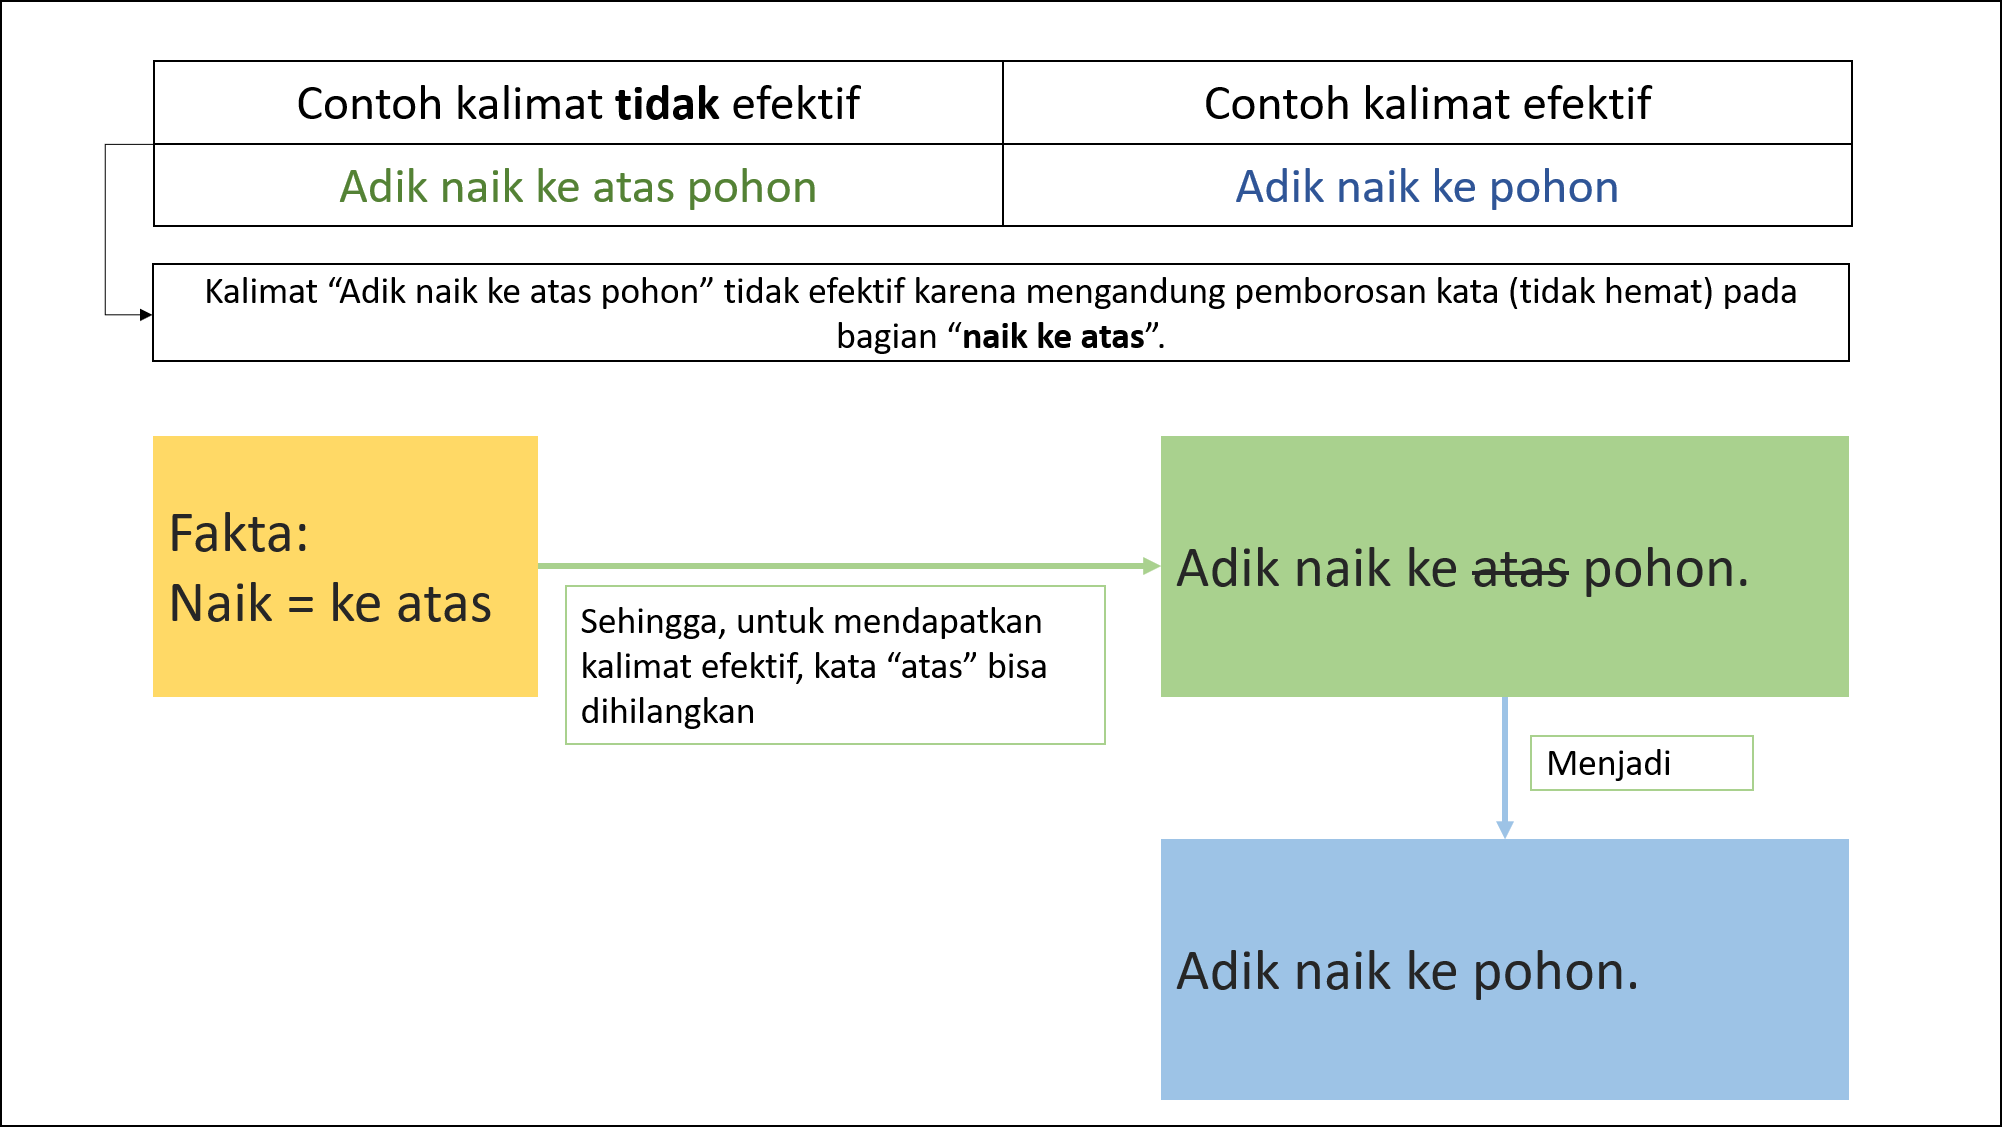 Contoh kalimat tidak efektif
Contoh kalimat efektif
Adik naik ke atas pohon
Adik naik ke pohon
Kalimat “Adik naik ke atas pohon” tidak efektif karena mengandung pemborosan kata (tidak hemat) pada
bagian “naik ke atas”.
Fakta:
Naik = ke atas
Sehingga, untuk mendapatkan
kalimat efektif, kata “atas” bisa
dihilangkan
Adik naik ke atas pohon.
Menjadi
Adik naik ke pohon.